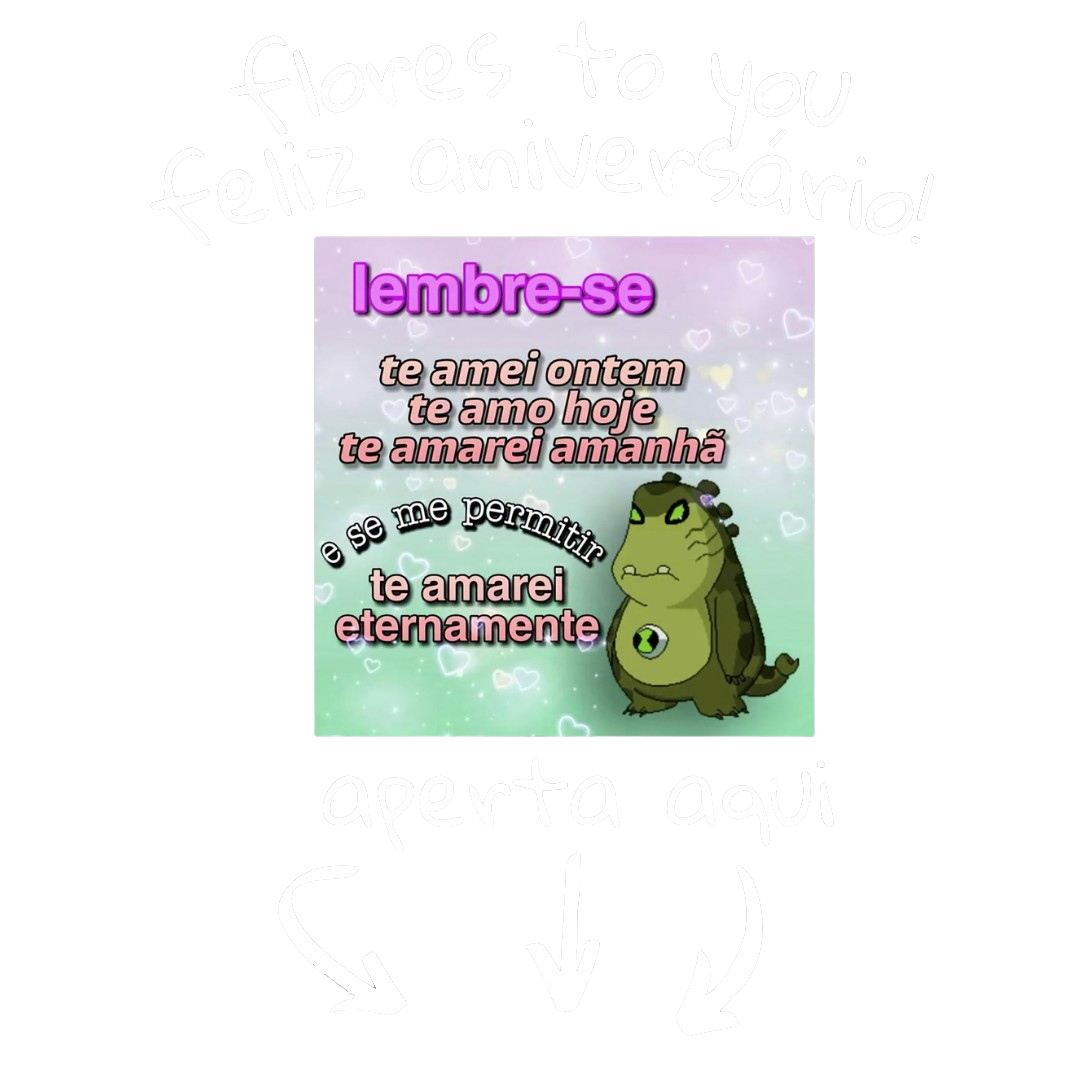 flores to you
feliz aniversário!
lembre-se
te amei ontem
te amo hoje
te amarei amanhã
e se me permitir
te amarei
eternamente
aperta aqui